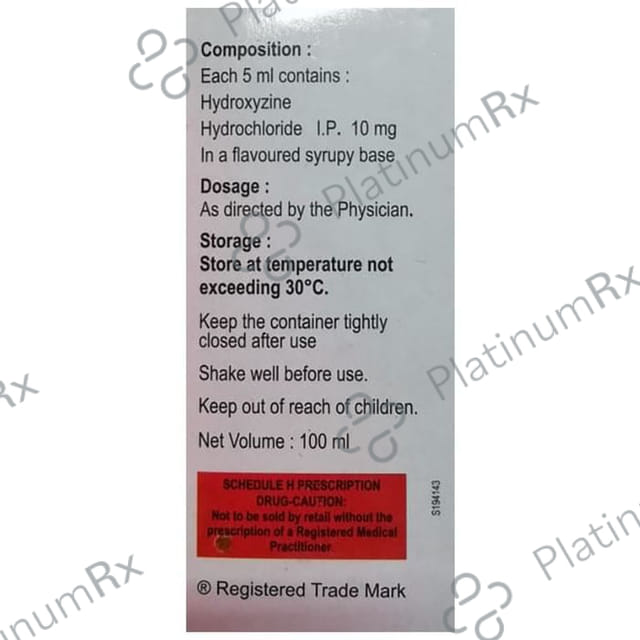 PlatinumRx
Composition :
Each 5 ml contains :
Hydroxyzine
Hydrochloride I.P. 10 mg
In a flavoured syrupy base
PlatinumRx
Dosage :
As directed by the Physician.
Storage :
Store at temperature not
exceeding 30°C.
Keep the container tightly
closed after use
PlatinumRx
Shake well before use.
Rx
Keep out of reach of children.
Net Volume : 100 ml
SCHEDULE H PRESCRIPTION
DRUG-CAUTION:
Not to be sold by retail without the
prescription of a Registered Medical
Practitioner.
S194143
Platin
® Registered Trade Mark
inumRx